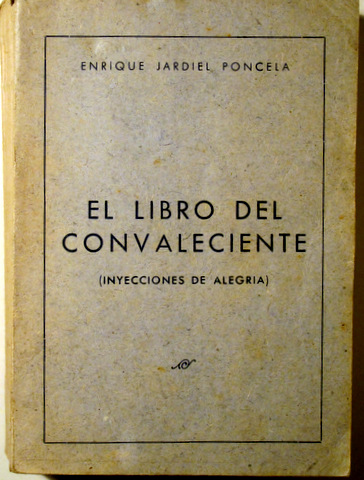 ENRIQUE JARDIEL PONCELA
EL LIBRO DEL
CONVALECIENTE
(INYECCIONES DE ALEGRIA)